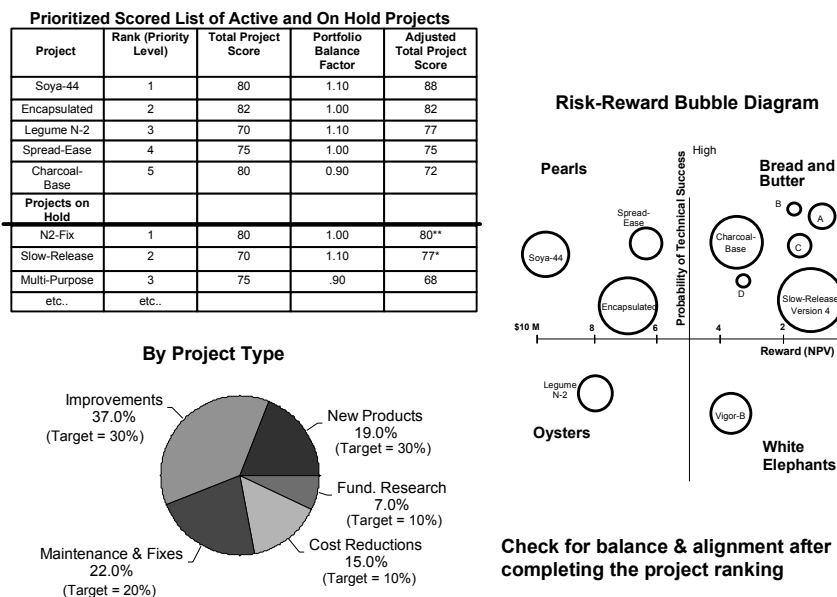 Prioritized Scored List of Active and On Hold Projects
Project
Rank (Priority
Level)
Total Project
Score
Portfolio
Balance
Factor
Adjusted
Total Project
Score
Soya-44 1 80 1.10 88
Encapsulated 2 82 1.00 82
Legume N-2 3 70 1.10 77
Spread-Ease 4 75 1.00 75
Charcoal-
Base 5 80 0.90 72
Projects on
Hold
N2-Fix 1 80 1.00 80**
Slow-Release 2 70 1.10 77*
Multi-Purpose 3 75 .90 68
etc.. etc..
By Project Type
Improvements
37.0%
(Target = 30%)
New Products
19.0%
(Target = 30%)
Fund. Research
7.0%
(Target = 10%)
Cost Reductions
15.0%
(Target = 10%)
Maintenance & Fixes
22.0%
(Target = 20%)
Risk-Reward Bubble Diagram
Probability of Technical Success
High
Pearls
Bread and
Butter
Soya-44
Spread-
Ease
Encapsulated
Charcoal-
Base
B
A
C
D
Slow-Release
Version 4
$10 M 8 6 4 2
Reward (NPV)
Legume
N-2
Vigor-B
Oysters
White
Elephants
Check for balance & alignment after
completing the project ranking